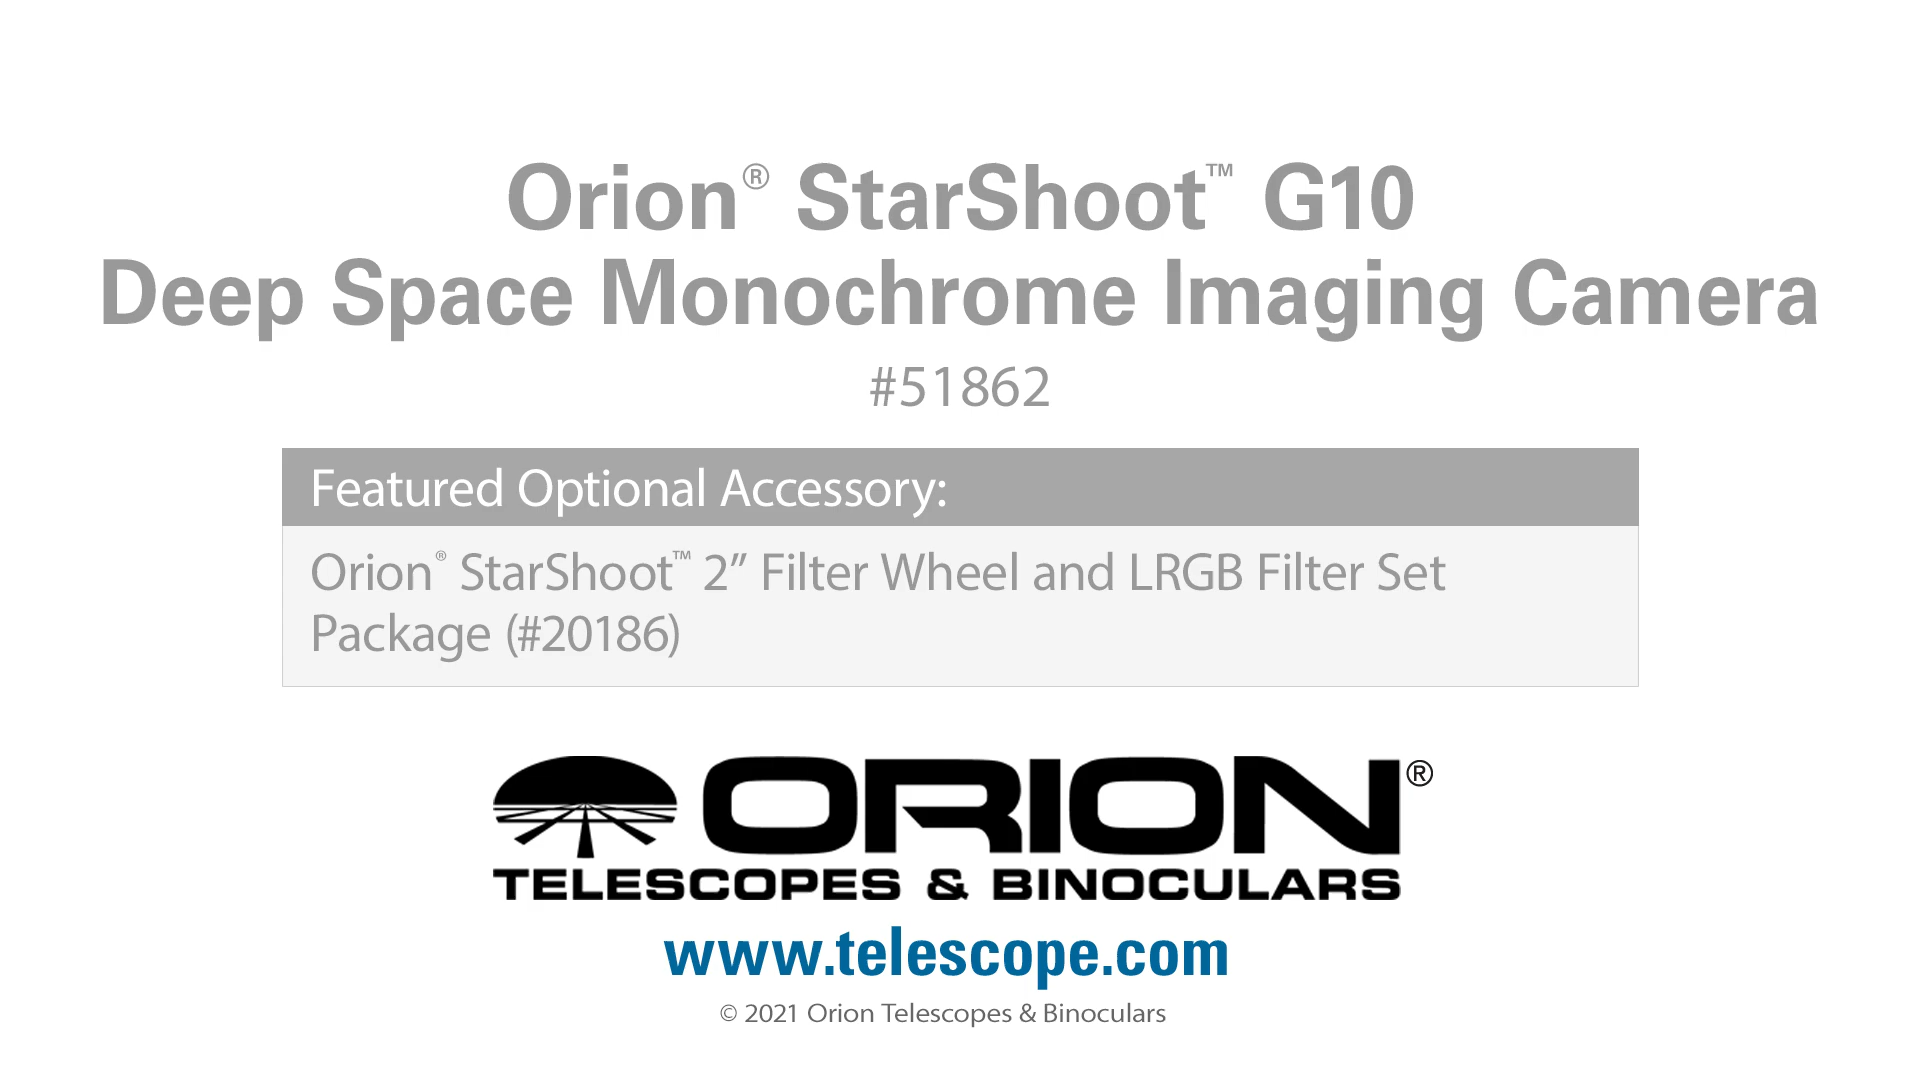 Orion® StarShoot™ G10
Deep Space Monochrome Imaging Camera
#51862
Featured Optional Accessory:
Orion® StarShoot™ 2” Filter Wheel and LRGB Filter Set
Package (#20186)
ORION®
TELESCOPES & BINOCULARS
www.telescope.com
© 2021 Orion Telescopes & Binoculars